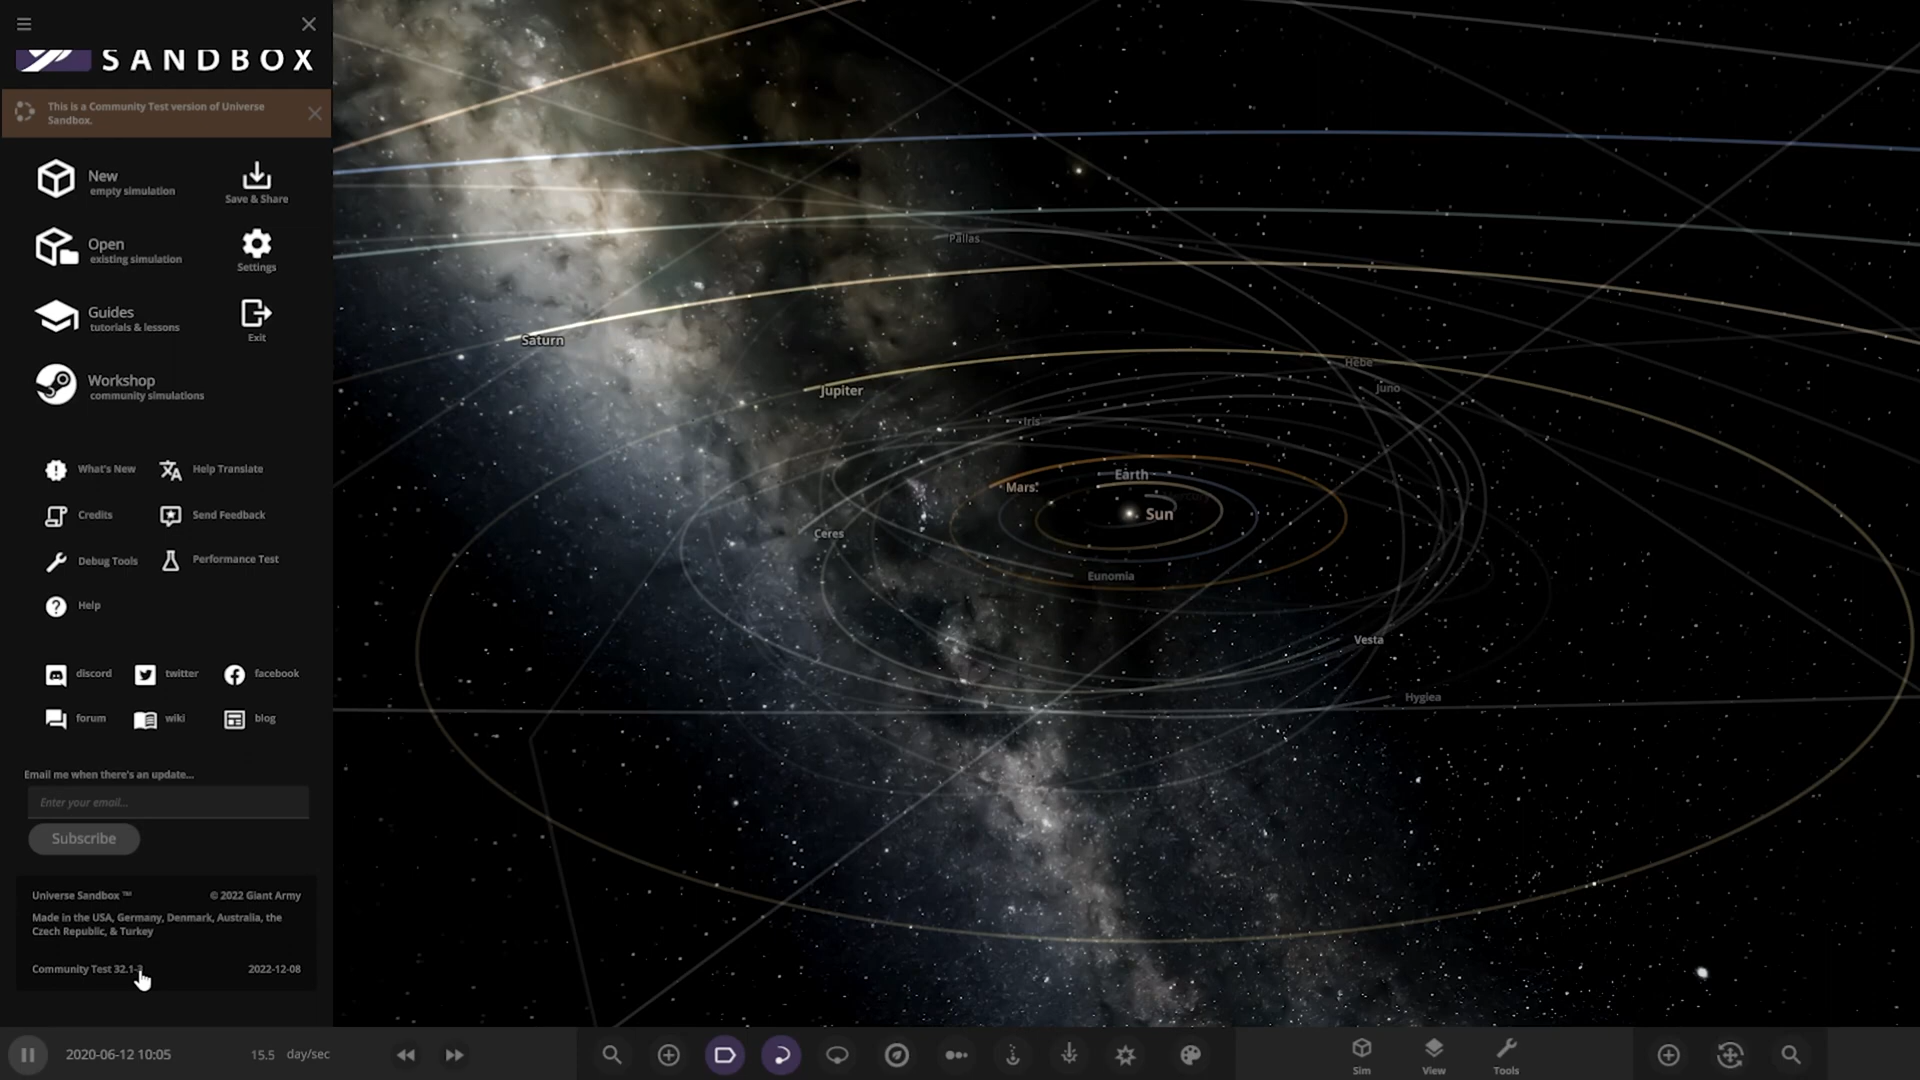 SANDBOX
This is a Community Test version of Universe
Sandbox.
New
empty simulation
Save & Share
Open
existing simulation
Settings
Guides
tutorials & lessons
Exit
Workshop
community simulations
What's New
Help Translate
Credits
Send Feedback
Debug Tools
Performance Test
Help
discord
twitter
facebook
forum
wiki
blog
Email me when there's an update...
Enter your email...
Subscribe
Universe Sandbox ™
© 2022 Giant Army
Made in the USA, Germany, Denmark, Australia, the
Czech Republic, & Turkey
Community Test
2022-12-08
Pallas
Saturn
Hebe
Jupiter
Juno
Iris
Earth
Mars
Mercury
Sun
Ceres
Eunomia
Vesta
Hygiea
2020-06-12 10:05
15.5 day/sec
Sim
View
Tools